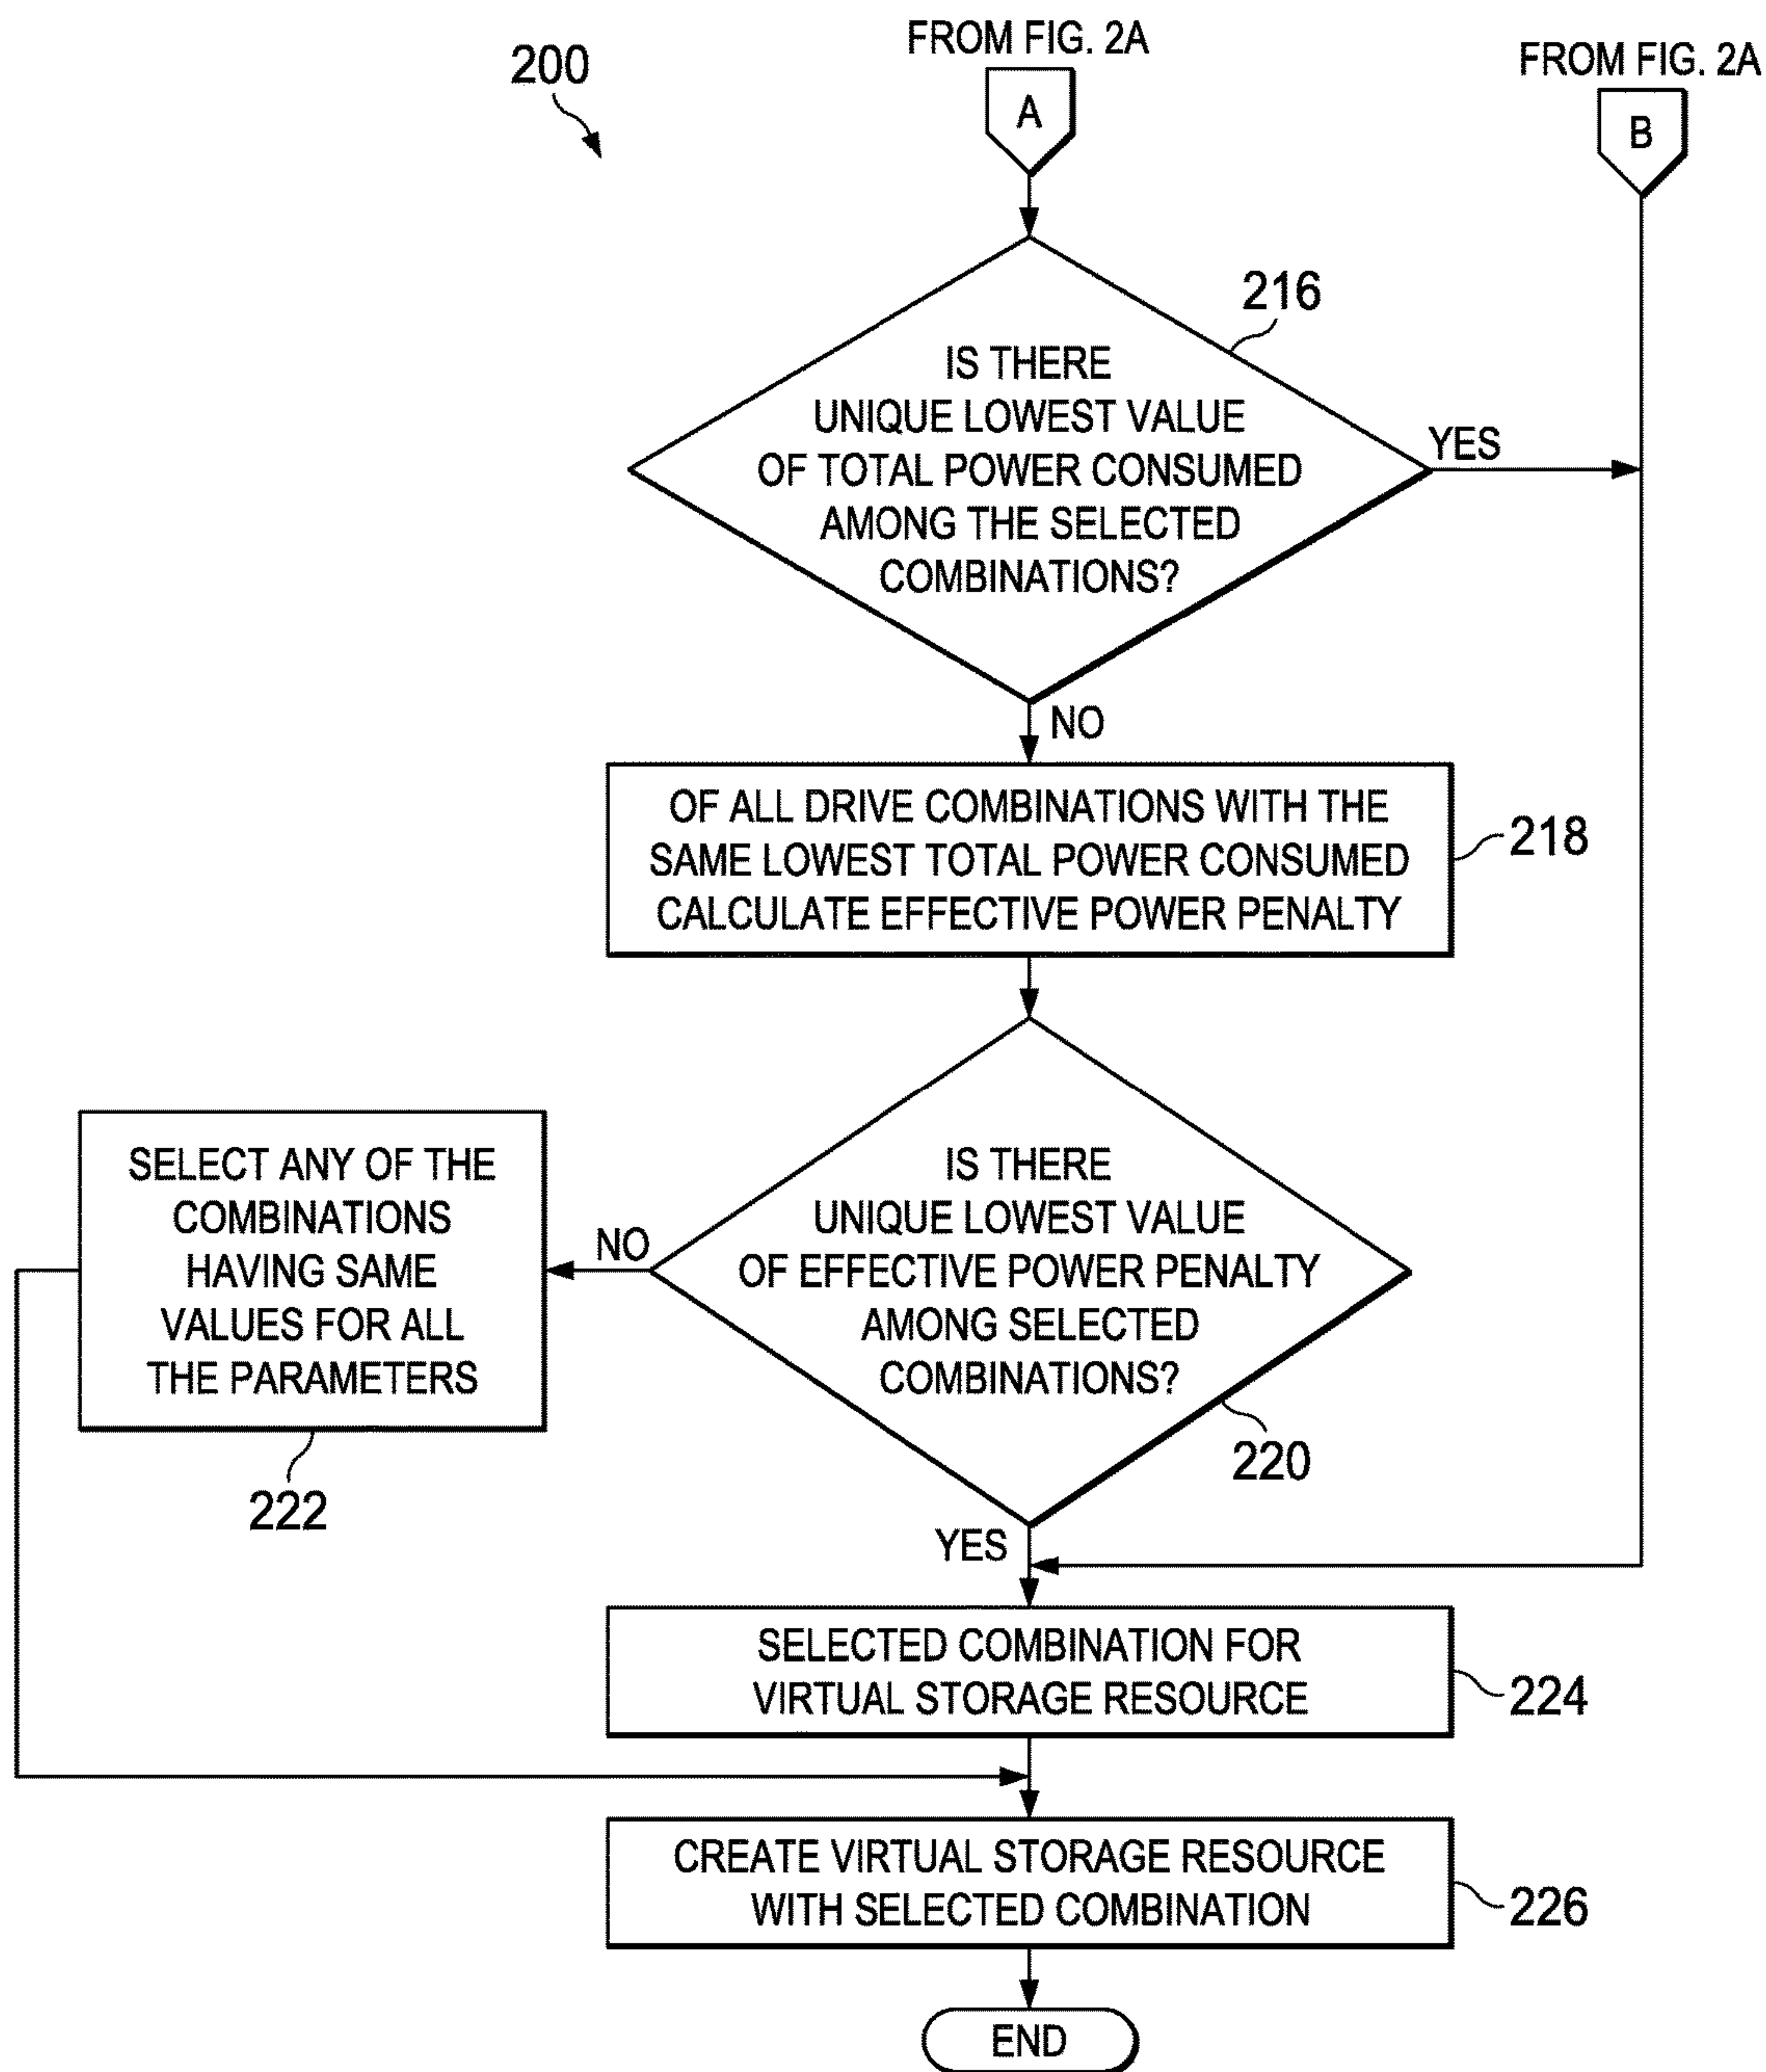 FROM FIG. 2A
A
FROM FIG. 2A
B
200
216
IS THERE
UNIQUE LOWEST VALUE
OF TOTAL POWER CONSUMED
AMONG THE SELECTED
COMBINATIONS?
YES
NO
OF ALL DRIVE COMBINATIONS WITH THE
SAME LOWEST TOTAL POWER CONSUMED
CALCULATE EFFECTIVE POWER PENALTY
218
IS THERE
UNIQUE LOWEST VALUE
OF EFFECTIVE POWER PENALTY
AMONG SELECTED
COMBINATIONS?
220
NO
SELECT ANY OF THE
COMBINATIONS
HAVING SAME
VALUES FOR ALL
THE PARAMETERS
222
YES
SELECTED COMBINATION FOR
VIRTUAL STORAGE RESOURCE
224
CREATE VIRTUAL STORAGE RESOURCE
WITH SELECTED COMBINATION
226
END